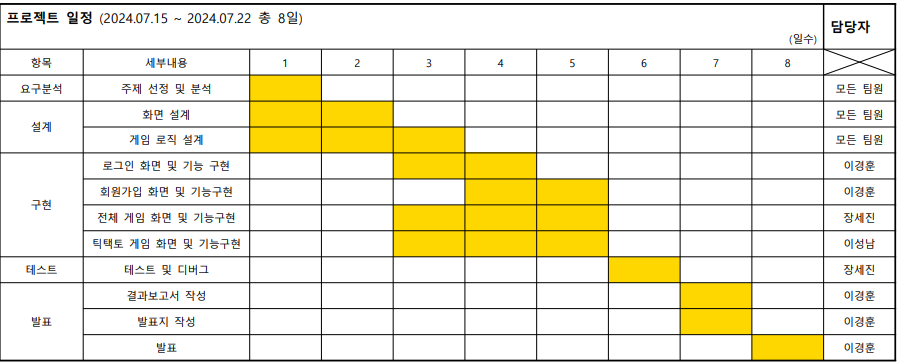 프로젝트 일정 (2024.07.15 ~ 2024.07.22 총 8일)
(일수)
담당자
항목 세부내용 1 2 3 4 5 6 7 8
요구분석 주제 선정 및 분석 모든 팀원
설계 화면 설계 모든 팀원
게임 로직 설계 모든 팀원
구현 로그인 화면 및 기능 구현 이경훈
회원가입 화면 및 기능구현 이경훈
전체 게임 화면 및 기능구현 장세진
틱택토 게임 화면 및 기능구현 이성남
테스트 테스트 및 디버그 장세진
발표 결과보고서 작성 이경훈
발표지 작성 이경훈
발표 이경훈